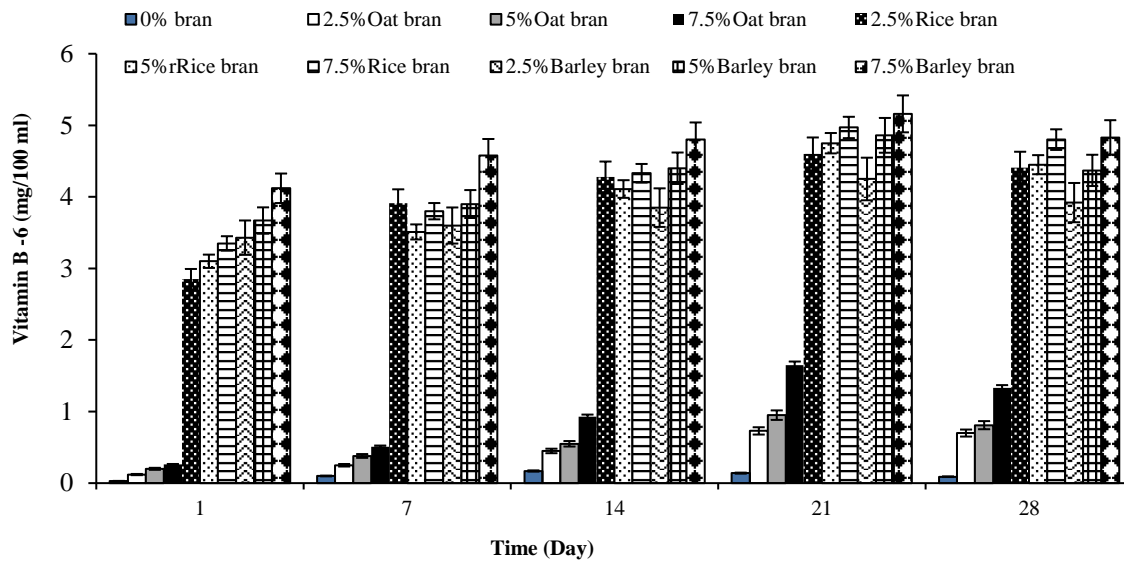 0% bran 2.5%Oat bran 5%Oat bran 7.5%Oat bran 2.5%Rice bran
5%rRice bran 7.5%Rice bran 2.5%Barley bran 5%Barley bran 7.5%Barley bran
6
5
4
3
2
1
0
Vitamin B -6 (mg/100 ml)
1 7 14 21 28
Time (Day)